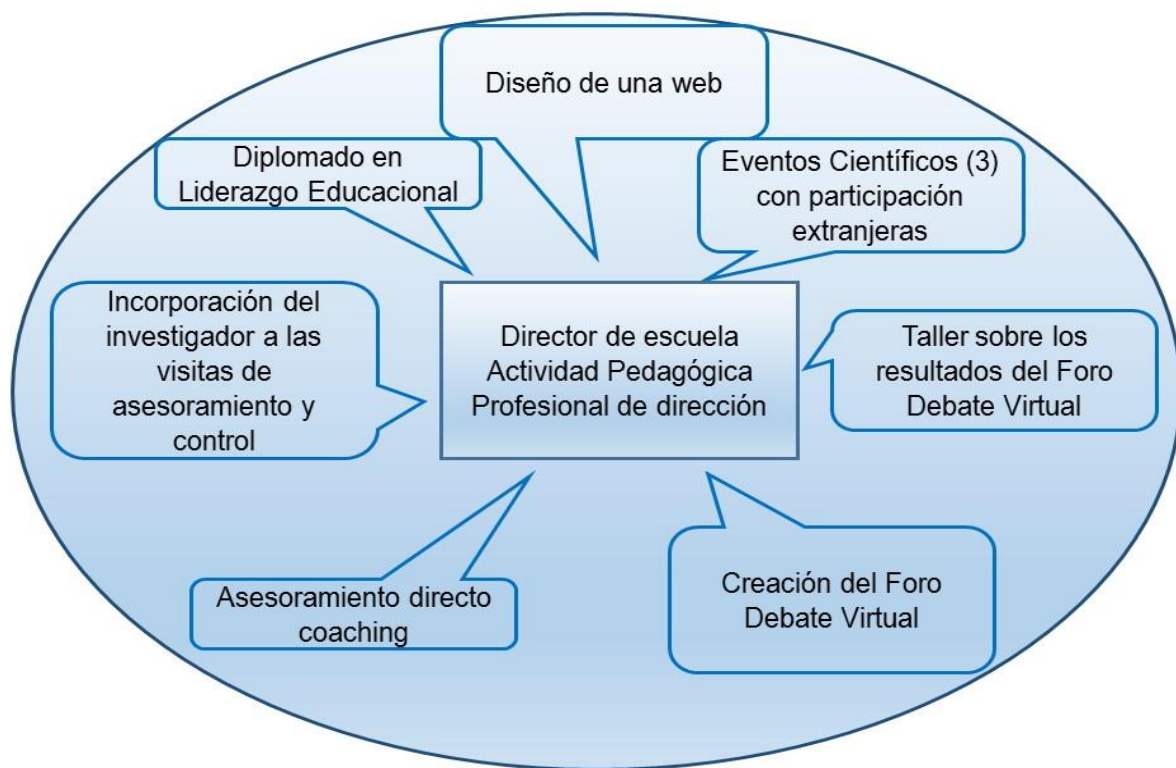 Diseño de una web
Diplomado en
Liderazgo Educacional
Eventos Científicos (3)
con participación
extranjeras
Incorporación del
investigador a las
visitas de
asesoramiento y
control
Director de escuela
Actividad Pedagógica
Profesional de dirección
Taller sobre los
resultados del Foro
Debate Virtual
Asesoramiento directo
coaching
Creación del Foro
Debate Virtual